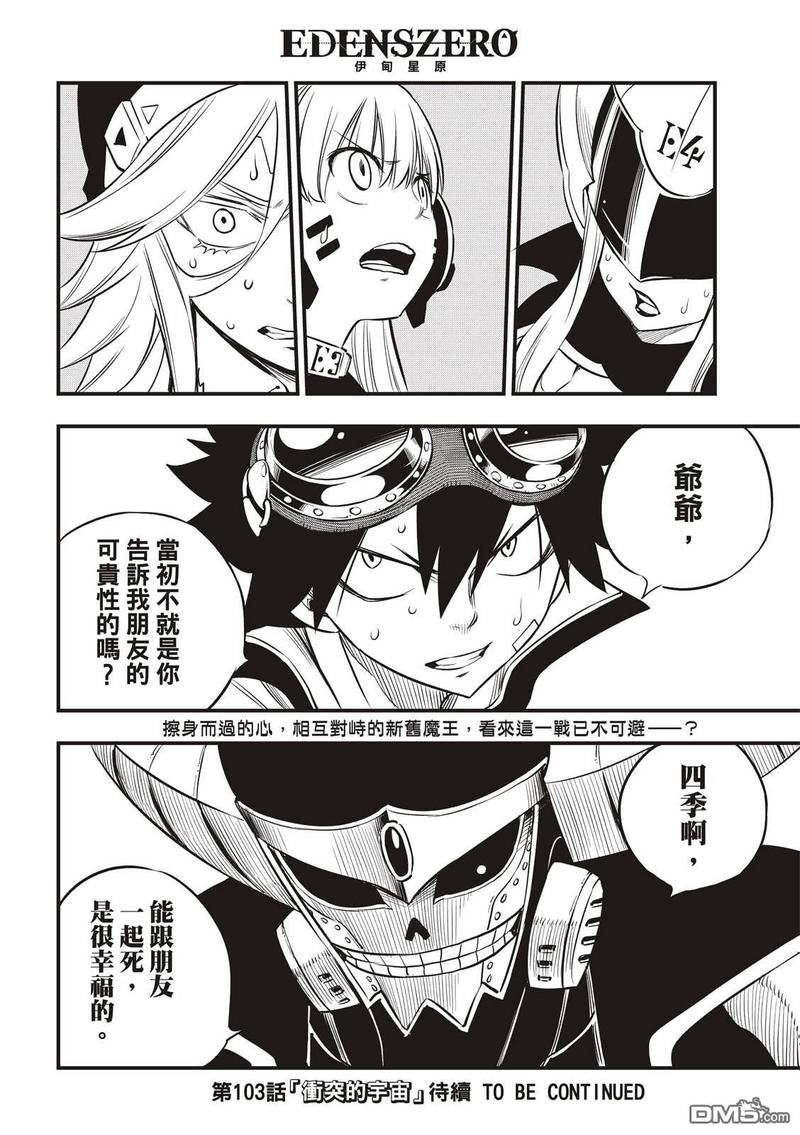 EDENSZERO
伊甸星原
E4
E3
爺爺，
當初不就是你
告訴我朋友的
可貴性的嗎？
擦身而過的心，相互對峙的新舊魔王，看來這一戰已不可避——？
四季啊，
能跟朋友
一起死，
是很幸福的。
第103話「衝突的宇宙」待續 TO BE CONTINUED
DM5.com